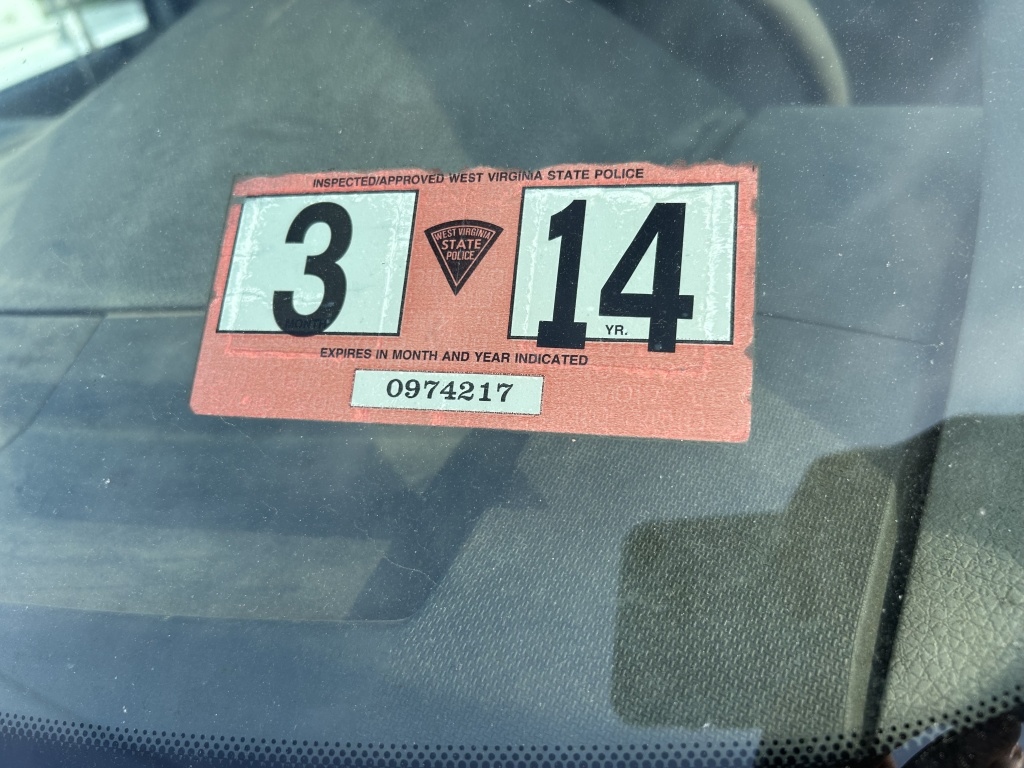 INSPECTED/APPROVED WEST VIRGINIA STATE POLICE
3
MONTH
WEST VIRGINIA
STATE
POLICE
14
YR.
EXPIRES IN MONTH AND YEAR INDICATED
0974217